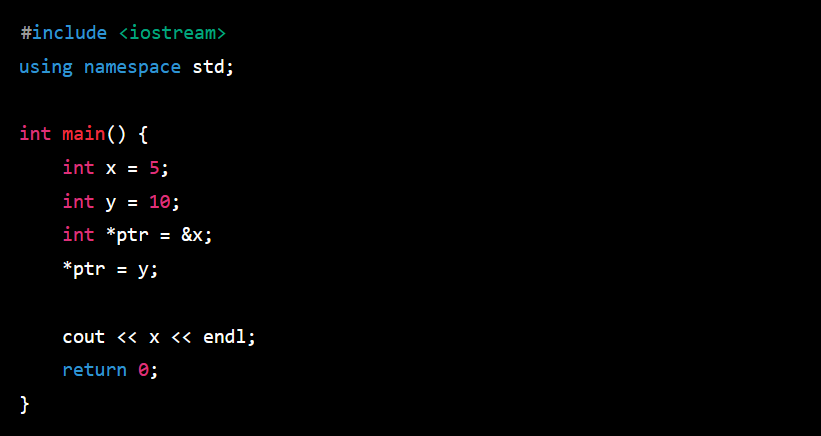 #include <iostream>
using namespace std;
int main() {
    int x = 5;
    int y = 10;
    int *ptr = &x;
    *ptr = y;
    cout << x << endl;
    return 0;
}